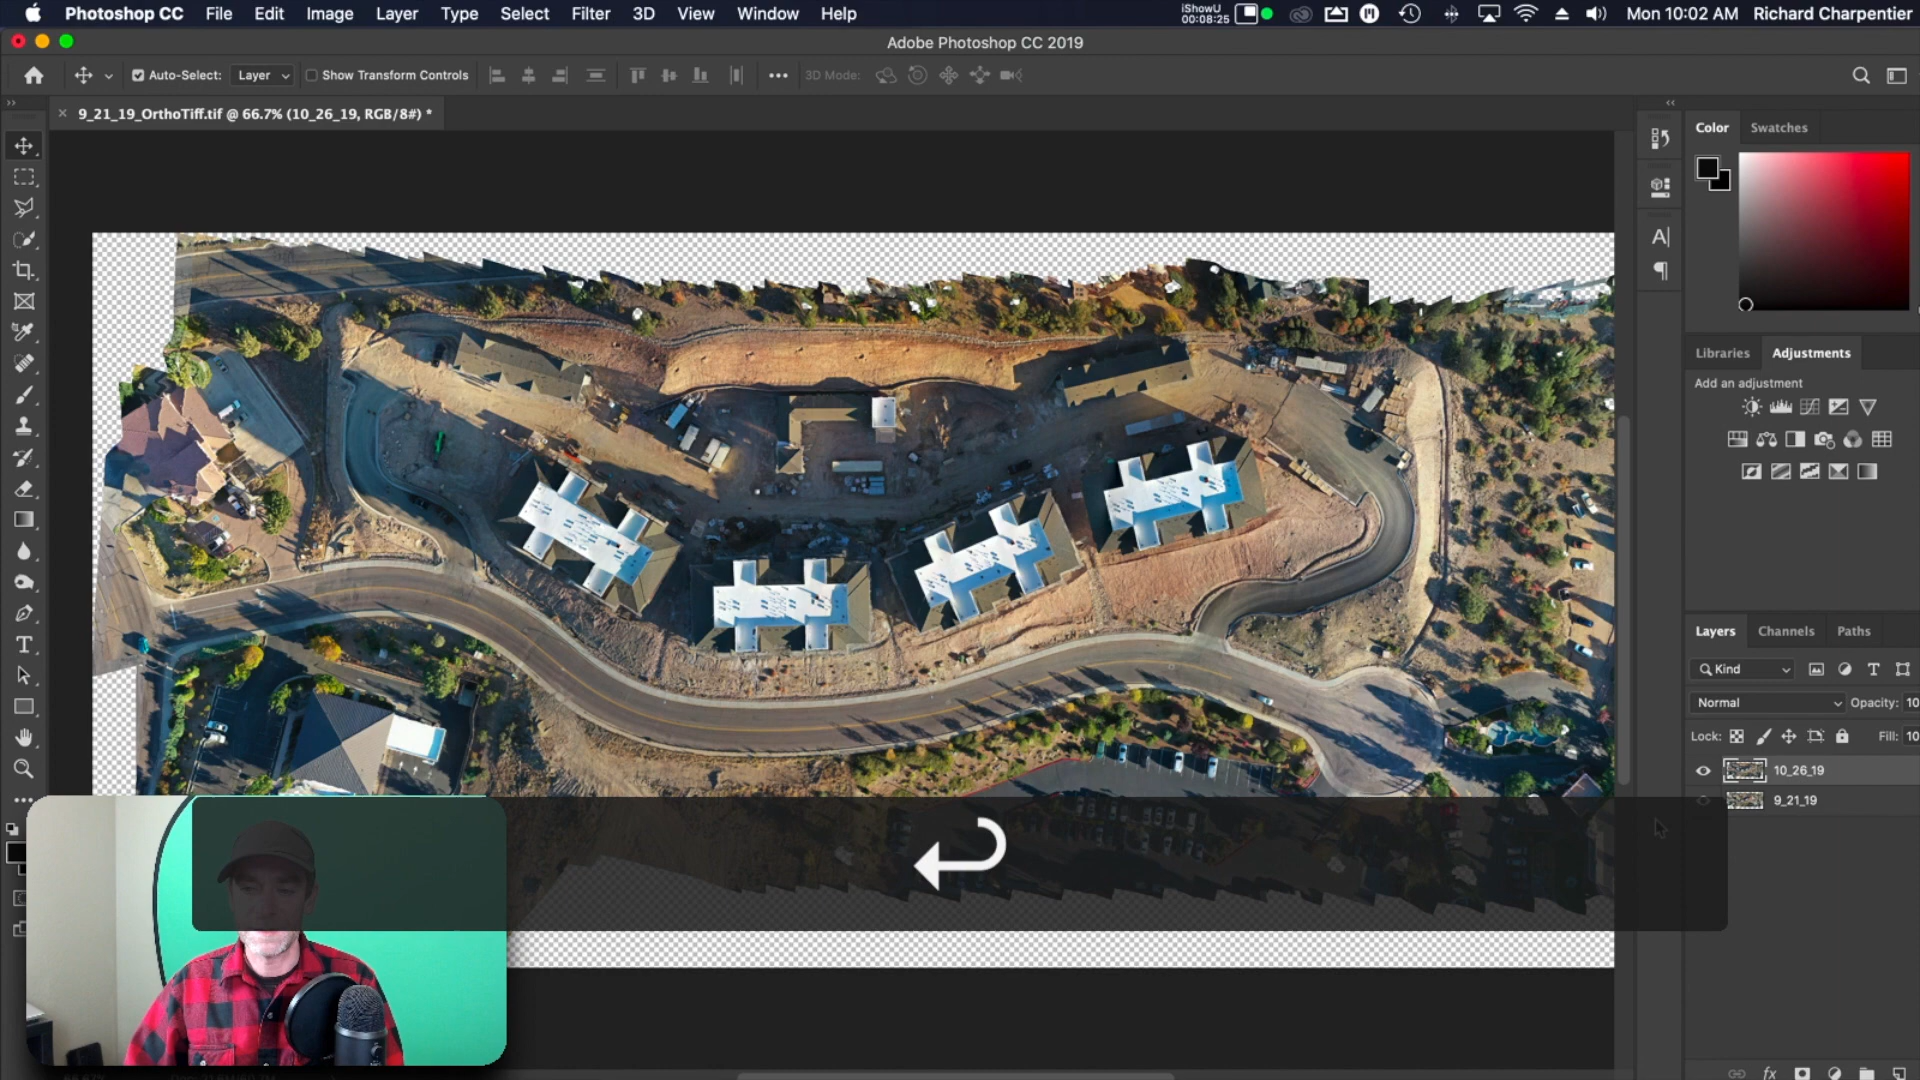 Photoshop CC File Edit Image Layer Type Select Filter 3D View Window Help
iShowU 00:08:25
Mon 10:02 AM Richard Charpentier
Adobe Photoshop CC 2019
Auto-Select: Layer Show Transform Controls 3D Mode:
9_21_19_OrthoTiff.tif @ 66.7% (10_26_19, RGB/8#) *
Color Swatches
Libraries Adjustments
Add an adjustment
Layers Channels Paths
Kind
Normal Opacity: 10
Lock: Fill: 10
10_26_19
9_21_19
fx